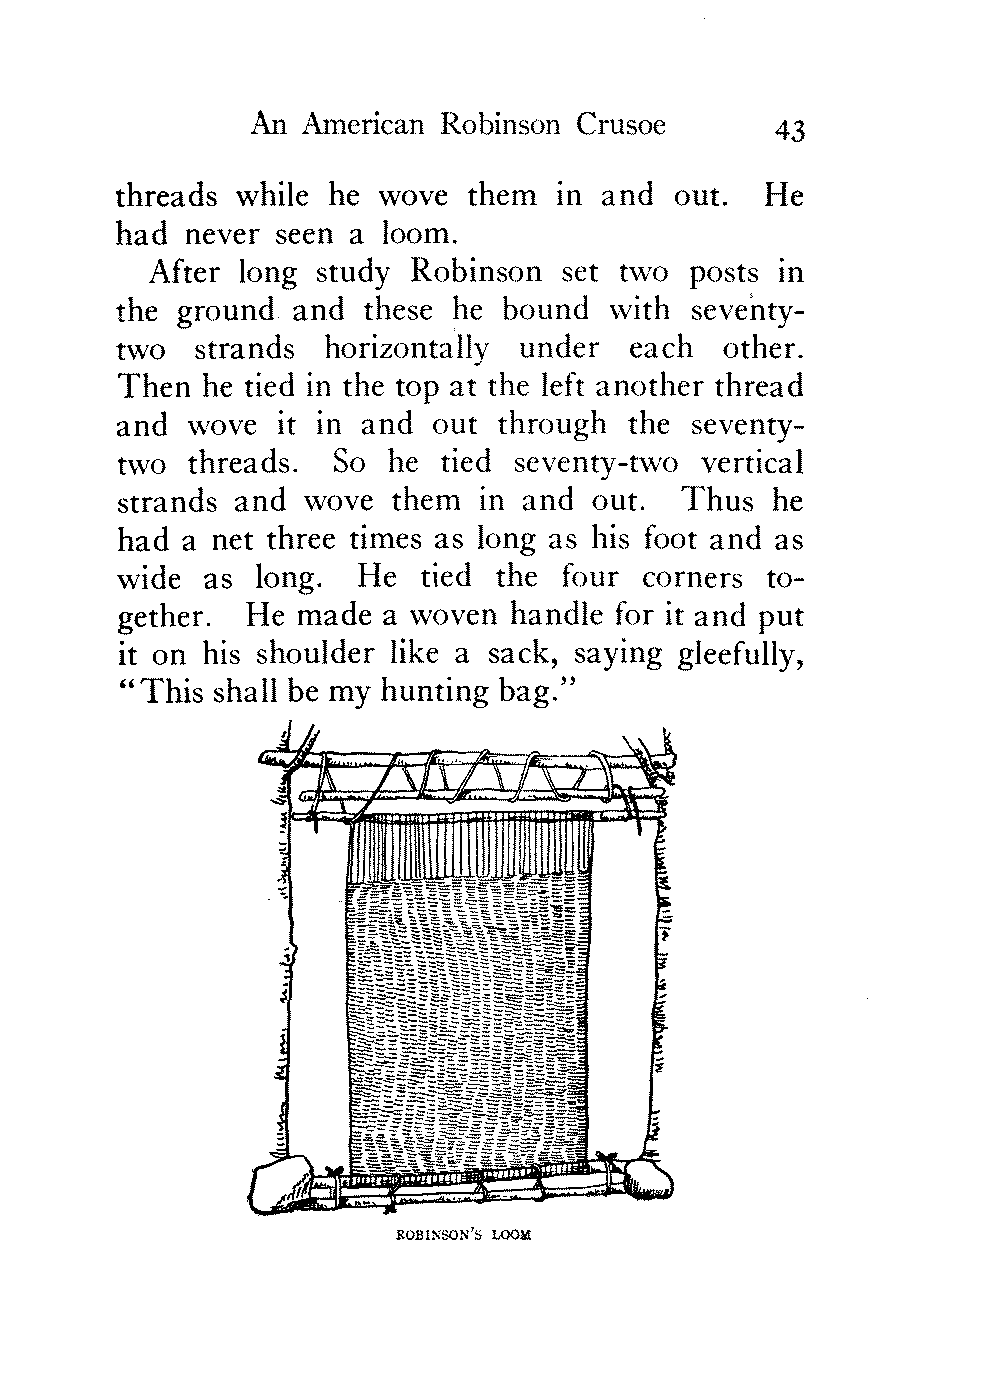 An American Robinson Crusoe 43
threads while he wove them in and out. He
had never seen a loom.
After long study Robinson set two posts in
the ground and these he bound with seventy-
two strands horizontally under each other.
Then he tied in the top at the left another thread
and wove it in and out through the seventy-
two threads. So he tied seventy-two vertical
strands and wove them in and out. Thus he
had a net three times as long as his foot and as
wide as long. He tied the four corners to-
gether. He made a woven handle for it and put
it on his shoulder like a sack, saying gleefully,
“This shall be my hunting bag.”
ROBINSON'S LOOM